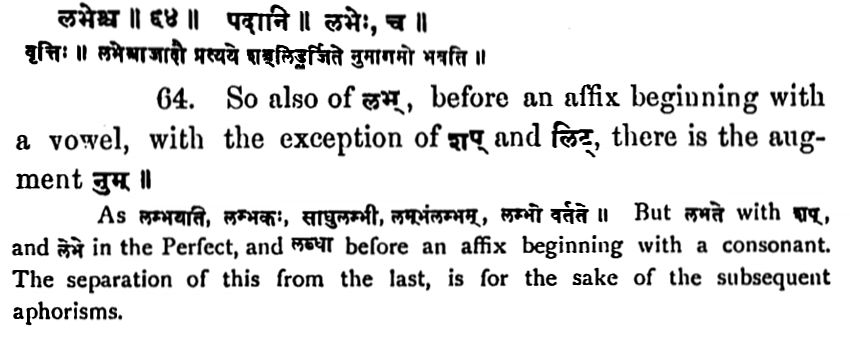 लभेश्च ॥ ६४ ॥ पदानि ॥ लभेः, च ॥
वृत्तिः ॥ लभेश्चाजादौ प्रत्यये शब्लिड्वर्जिते नुमागमो भवति ॥
64. So also of लभ्, before an affix beginning with
a vowel, with the exception of शप् and लिट्, there is the aug-
ment नुम् ॥
As लम्भयति, लम्भकः, साधुलम्भी, लम्भंलम्भम्, लम्भो वर्तते ॥ But लभते with शप्,
and लेभे in the Perfect, and लब्धा before an affix beginning with a consonant.
The separation of this from the last, is for the sake of the subsequent
aphorisms.